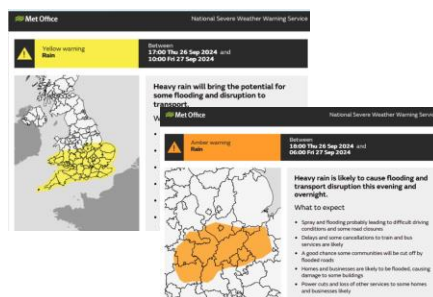 Met Office
National Severe Weather Warning Service
Yellow warning
Rain
Between
17:00 Thu 26 Sep 2024 and
10:00 Fri 27 Sep 2024
Heavy rain will bring the potential for
some flooding and disruption to
transport.
Met Office
National Severe Weather Warning Service
Amber warning
Rain
Between
18:00 Thu 26 Sep 2024 and
06:00 Fri 27 Sep 2024
Heavy rain is likely to cause flooding and
transport disruption this evening and
overnight.
What to expect
• Spray and flooding probably leading to difficult driving
conditions and some road closures
• Delays and some cancellations to train and bus
services are likely
• A good chance some communities will be cut off by
flooded roads
• Homes and businesses are likely to be flooded, causing
damage to some buildings
• Power cuts and loss of other services to some homes
and businesses likely